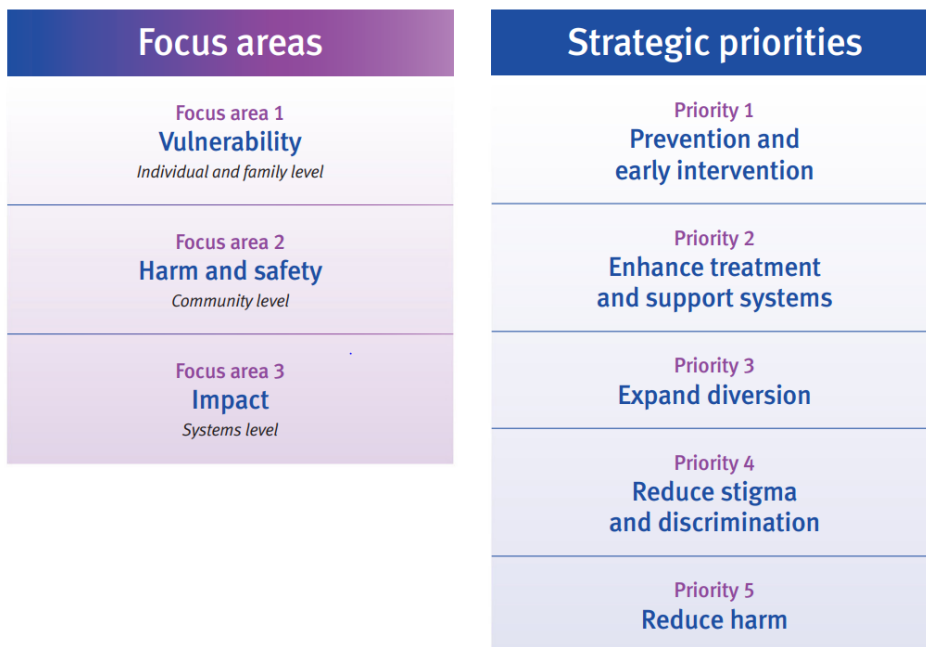 Focus areas
Focus area 1
Vulnerability
Individual and family level
Focus area 2
Harm and safety
Community level
Focus area 3
Impact
Systems level
Strategic priorities
Priority 1
Prevention and
early intervention
Priority 2
Enhance treatment
and support systems
Priority 3
Expand diversion
Priority 4
Reduce stigma
and discrimination
Priority 5
Reduce harm